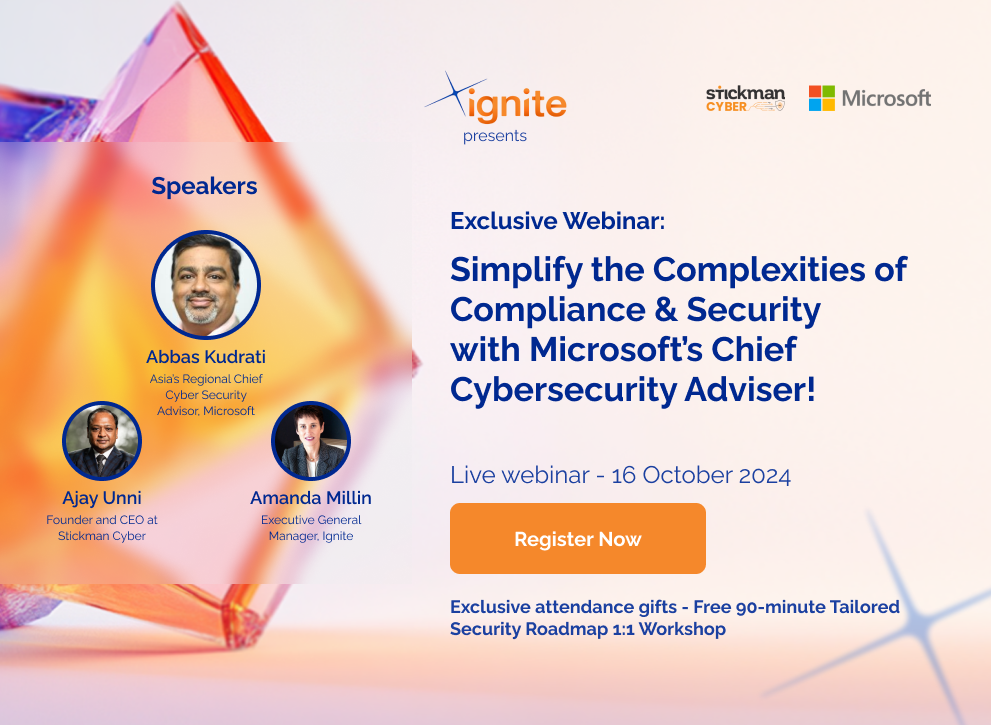 ignite
presents
stickman
CYBER
Microsoft
Speakers
Abbas Kudrati
Asia's Regional Chief
Cyber Security
Advisor, Microsoft
Ajay Unni
Founder and CEO at
Stickman Cyber
Amanda Millin
Executive General
Manager, Ignite
Exclusive Webinar:
Simplify the Complexities of
Compliance & Security
with Microsoft's Chief
Cybersecurity Adviser!
Live webinar - 16 October 2024
Register Now
Exclusive attendance gifts - Free 90-minute Tailored
Security Roadmap 1:1 Workshop